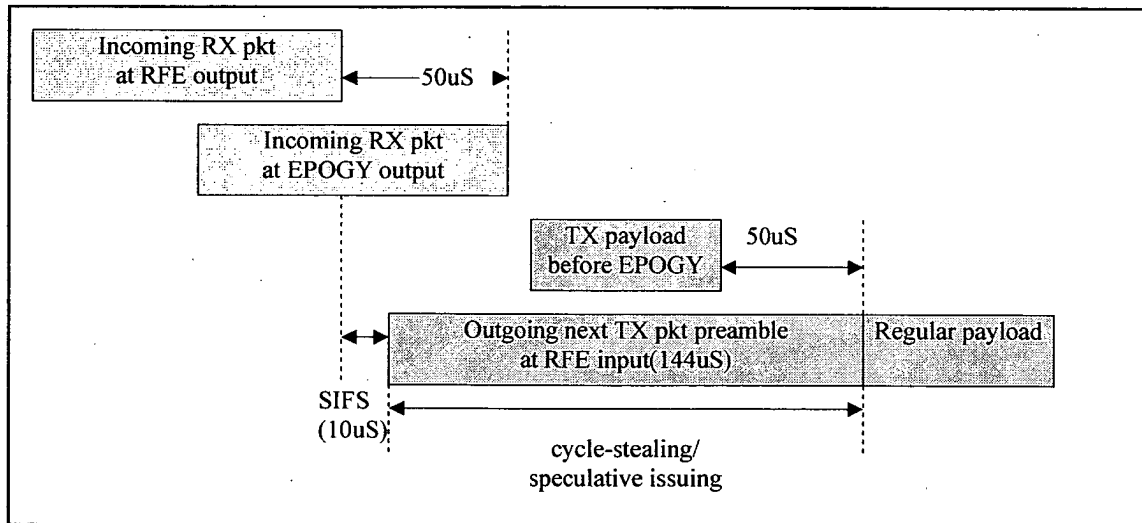 Incoming RX pkt
at RFE output
50uS
Incoming RX pkt
at EPOGY output
TX payload
before EPOGY
50uS
Outgoing next TX pkt preamble
at RFE input(144uS)
Regular payload
SIFS
(10uS)
cycle-stealing/
speculative issuing